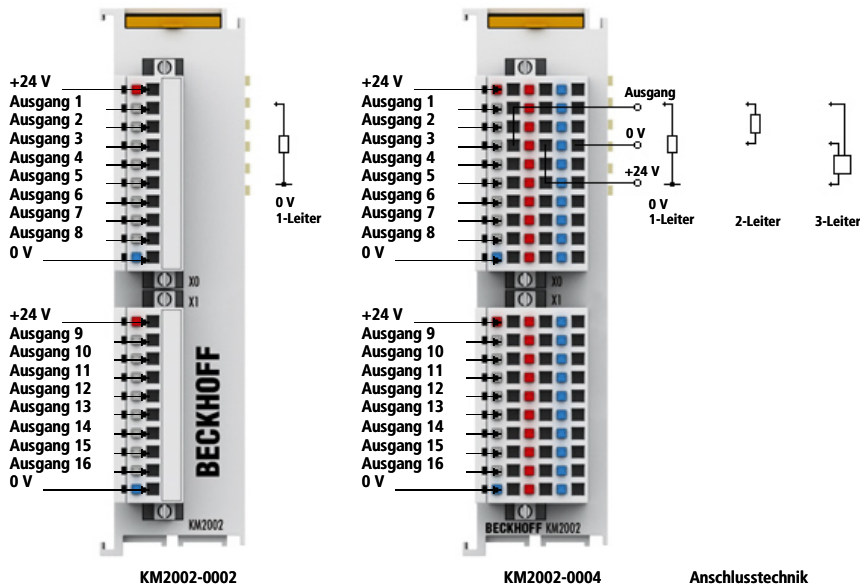 +24 V
Ausgang 1
Ausgang 2
Ausgang 3
Ausgang 4
Ausgang 5
Ausgang 6
Ausgang 7
Ausgang 8
0 V
+24 V
Ausgang 9
Ausgang 10
Ausgang 11
Ausgang 12
Ausgang 13
Ausgang 14
Ausgang 15
Ausgang 16
0 V
X0
X1
BECKHOFF
KM2002
0 V
1-Leiter
KM2002-0002
+24 V
Ausgang 1
Ausgang 2
Ausgang 3
Ausgang 4
Ausgang 5
Ausgang 6
Ausgang 7
Ausgang 8
0 V
+24 V
Ausgang 9
Ausgang 10
Ausgang 11
Ausgang 12
Ausgang 13
Ausgang 14
Ausgang 15
Ausgang 16
0 V
X0
X1
BECKHOFF KM2002
KM2002-0004
Ausgang
0 V
+24 V
0 V
1-Leiter
2-Leiter
3-Leiter
Anschlusstechnik